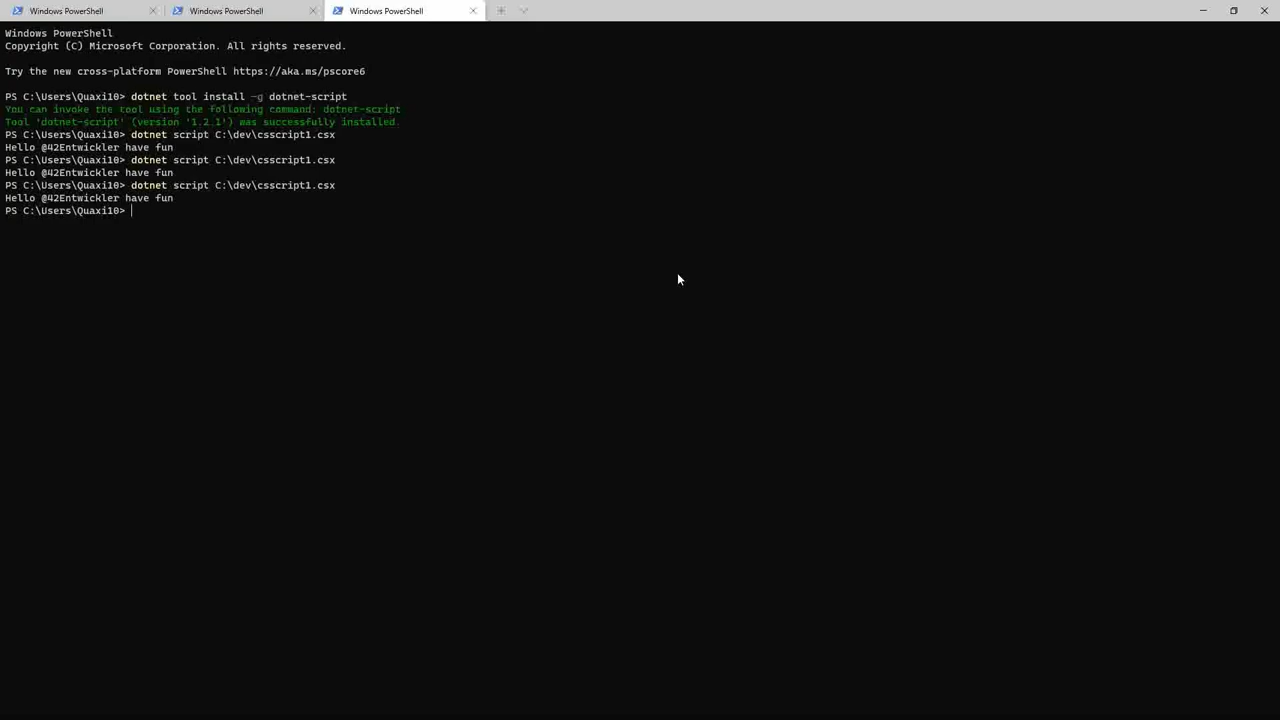 Windows PowerShell
Windows PowerShell
Windows PowerShell
Windows PowerShell
Copyright (C) Microsoft Corporation. All rights reserved.
Try the new cross-platform PowerShell https://aka.ms/pscore6
PS C:\Users\Quaxi10> dotnet tool install -g dotnet-script
You can invoke the tool using the following command: dotnet-script
Tool 'dotnet-script' (version '1.2.1') was successfully installed.
PS C:\Users\Quaxi10> dotnet script C:\dev\csscript1.csx
Hello @42Entwickler have fun
PS C:\Users\Quaxi10> dotnet script C:\dev\csscript1.csx
Hello @42Entwickler have fun
PS C:\Users\Quaxi10> dotnet script C:\dev\csscript1.csx
Hello @42Entwickler have fun
PS C:\Users\Quaxi10>